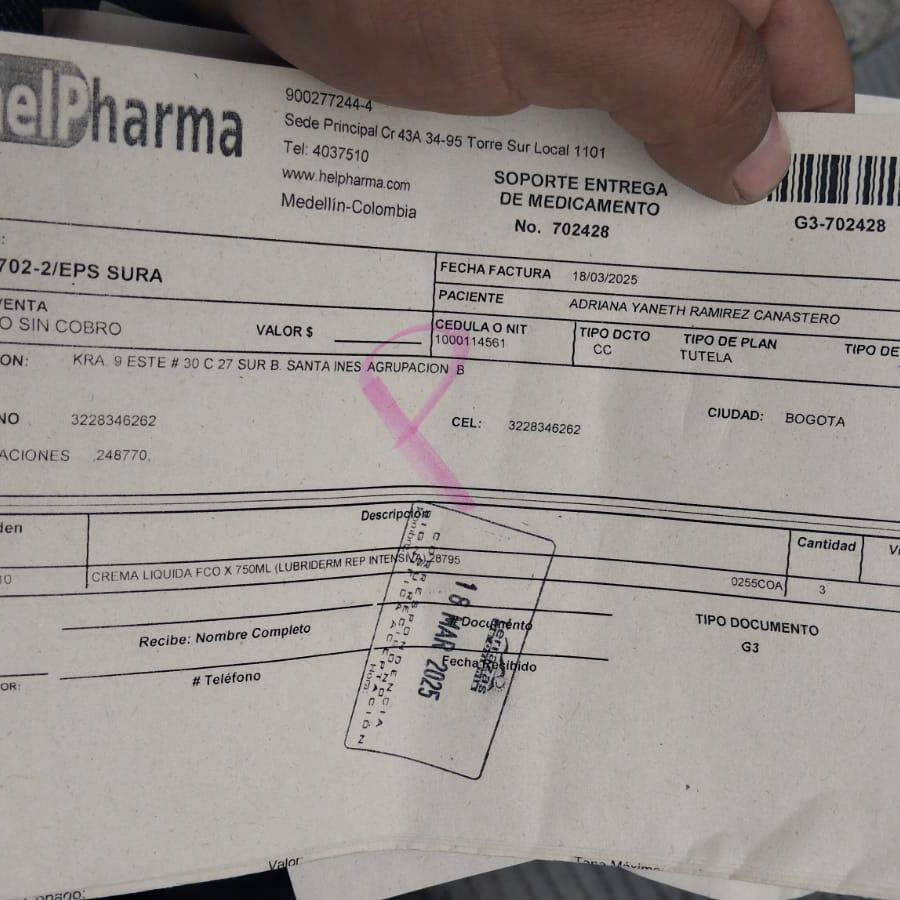 helPharma
900277244-4
Sede Principal Cr 43A 34-95 Torre Sur Local 1101
Tel: 4037510
www.helpharma.com
Medellín-Colombia
SOPORTE ENTREGA
DE MEDICAMENTO
No. 702428
G3-702428
702-2/EPS SURA
FECHA FACTURA 18/03/2025
PACIENTE ADRIANA YANETH RAMIREZ CANASTERO
VENTA
O SIN COBRO VALOR $
CEDULA O NIT TIPO DCTO TIPO DE PLAN TIPO DE
1000114561 CC TUTELA
ON: KRA. 9 ESTE # 30 C 27 SUR B. SANTA INES AGRUPACION B
NO 3228346262 CEL: 3228346262 CIUDAD: BOGOTA
ACIONES ,248770,
den Descripción Cantidad V
10 CREMA LIQUIDA FCO X 750ML (LUBRIDERM REP INTENSIVA) 28795 0255COA 3
Recibe: Nombre Completo # Documento TIPO DOCUMENTO
G3
# Teléfono Fecha Recibido
OR:
CORRESPONDENCIA
18 MAR 2025
Hora:
Valor: